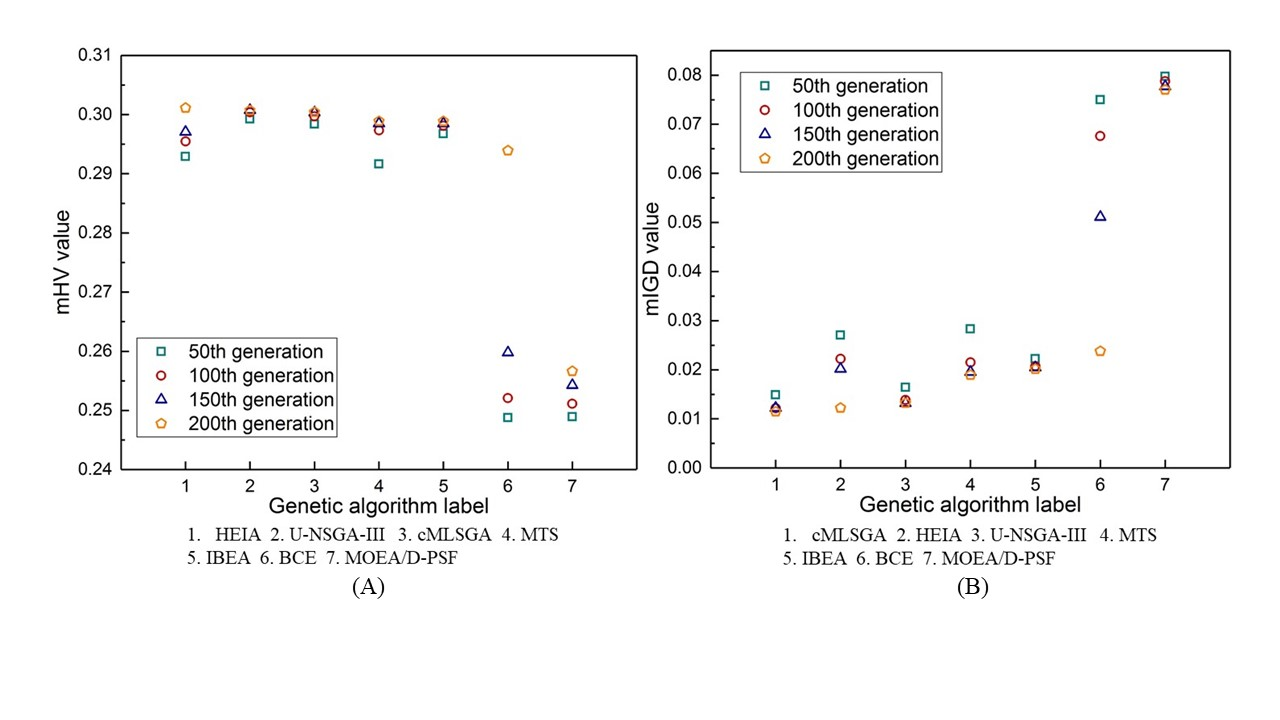 0.31
0.30
0.29
0.28
0.27
0.26
0.25
0.24
mHV value
50th generation
100th generation
150th generation
200th generation
1 2 3 4 5 6 7
Genetic algorithm label
1. HEIA 2. U-NSGA-III 3. cMLSGA 4. MTS
5. IBEA 6. BCE 7. MOEA/D-PSF
(A)
0.08
0.07
0.06
0.05
0.04
0.03
0.02
0.01
0.00
mIGD value
50th generation
100th generation
150th generation
200th generation
1 2 3 4 5 6 7
Genetic algorithm label
1. cMLSGA 2. HEIA 3. U-NSGA-III 4. MTS
5. IBEA 6. BCE 7. MOEA/D-PSF
(B)